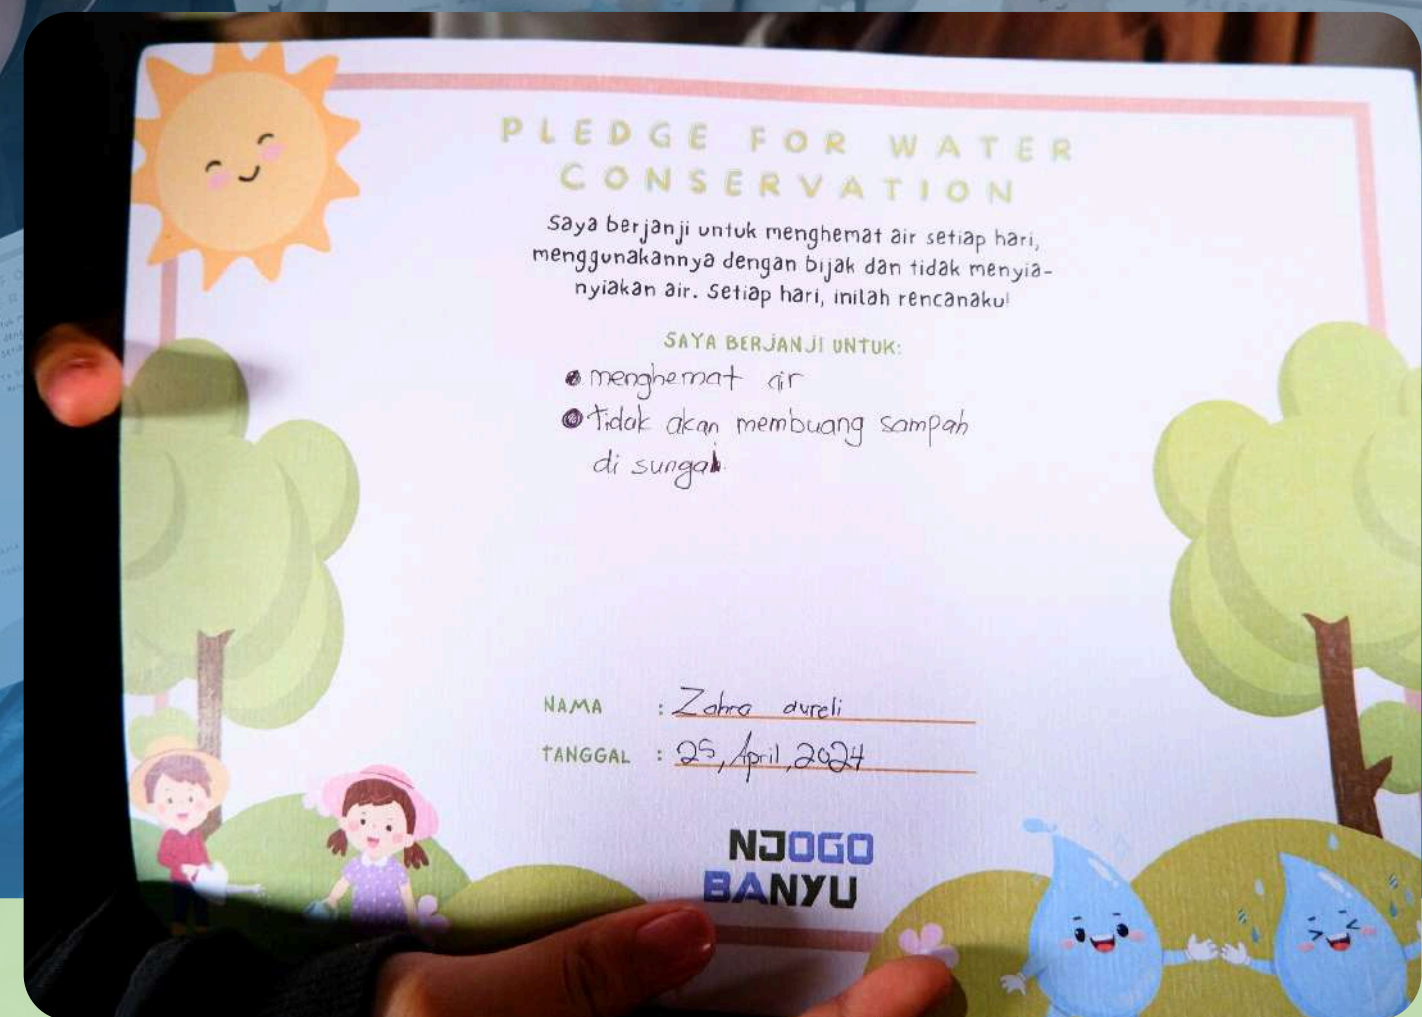 PLEDGE FOR WATER
CONSERVATION
Saya berjanji untuk menghemat air setiap hari,
menggunakannya dengan bijak dan tidak menyia-
nyiakan air. Setiap hari, inilah rencanaku!
SAYA BERJANJI UNTUK:
• menghemat air
• tidak akan membuang sampah
di sungai.
NAMA : Zahra aureli
TANGGAL : 25, April, 2024
NJOGO
BANYU